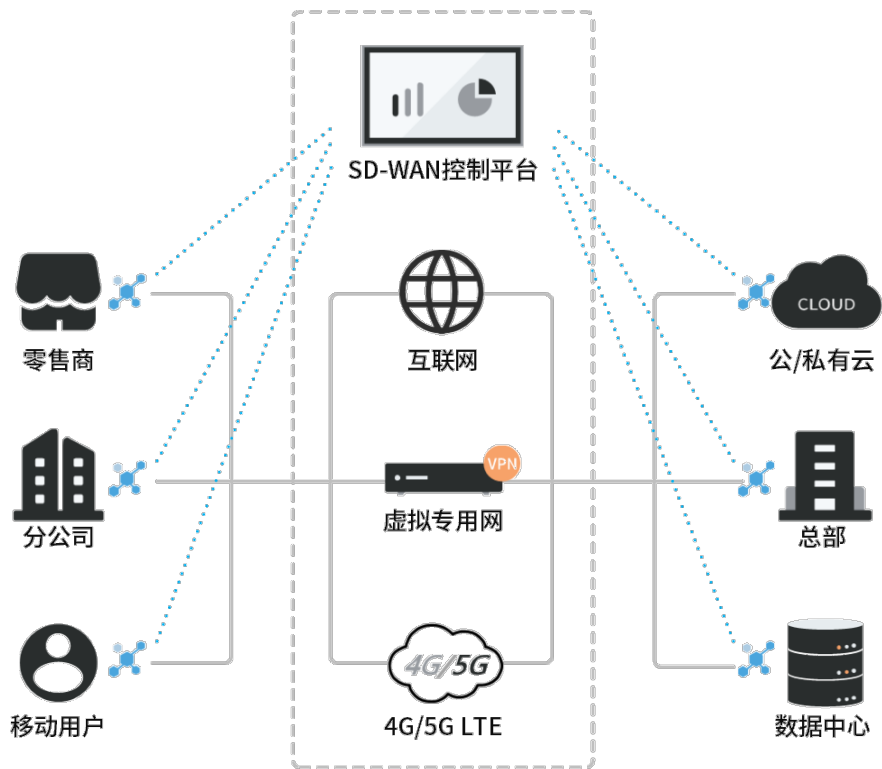 SD-WAN控制平台
零售商
互联网
CLOUD
公/私有云
分公司
VPN
虚拟专用网
总部
移动用户
4G/5G
4G/5G LTE
数据中心